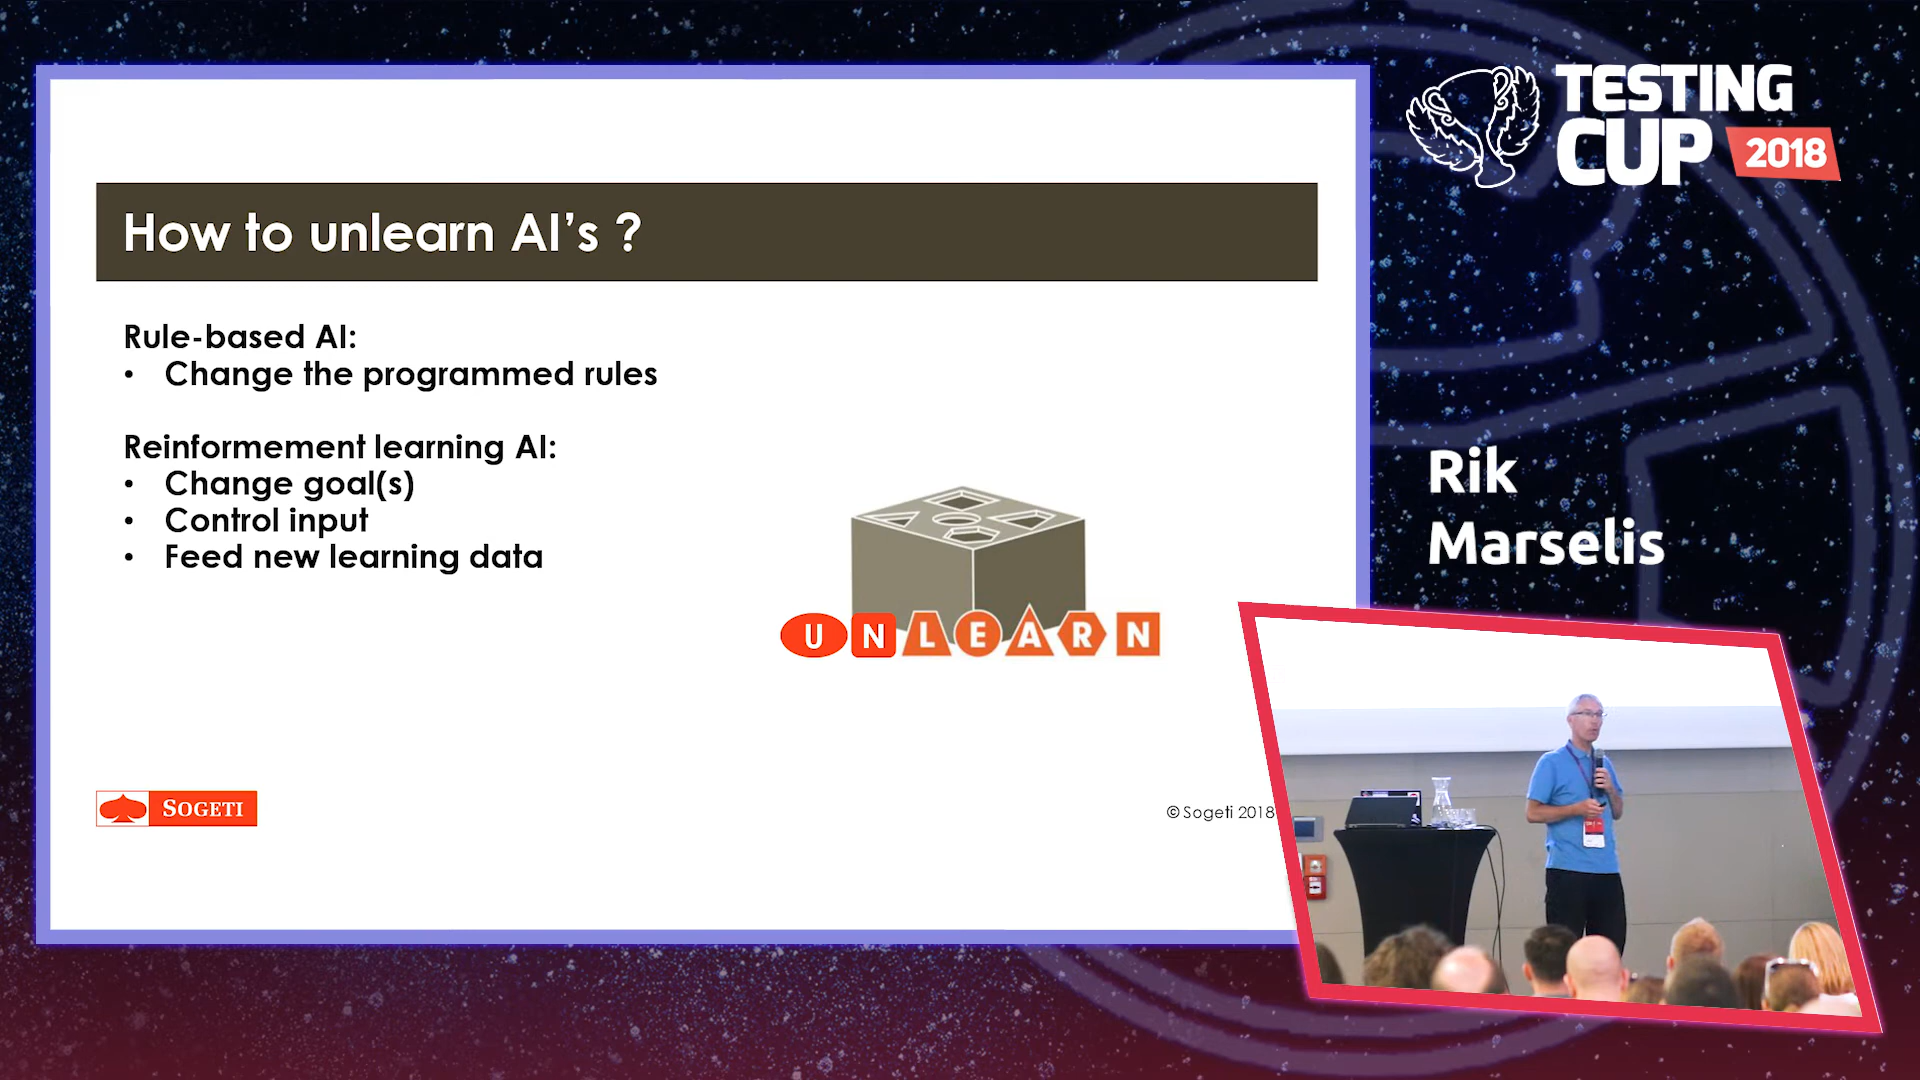 How to unlearn AI's ?
Rule-based AI:
• Change the programmed rules
Reinformement learning AI:
• Change goal(s)
• Control input
• Feed new learning data
UNLEARN
SOGETI
© Sogeti 2018
TESTING
CUP 2018
Rik
Marselis